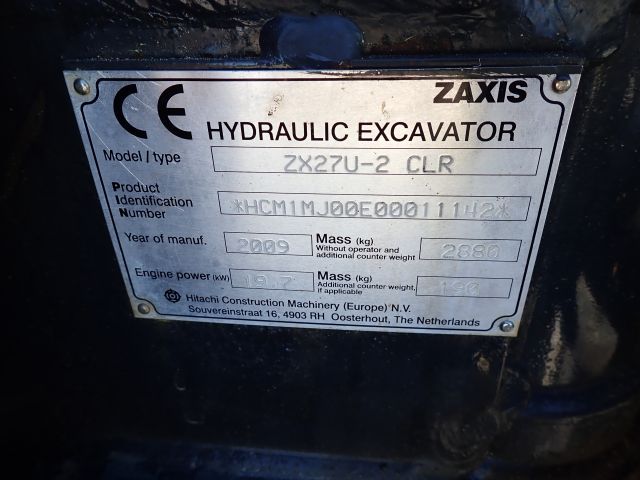 CE ZAXIS
HYDRAULIC EXCAVATOR
Model / type ZX27U-2 CLR
Product
Identification *HCM1MJ00E00011142*
Number
Year of manuf. 2009 Mass (kg) Without operator and additional counter weight 2880
Engine power (kW) 19.7 Mass (kg) Additional counter weight, if applicable 190
Hitachi Construction Machinery (Europe) N.V.
Souvereinstraat 16, 4903 RH Oosterhout, The Netherlands